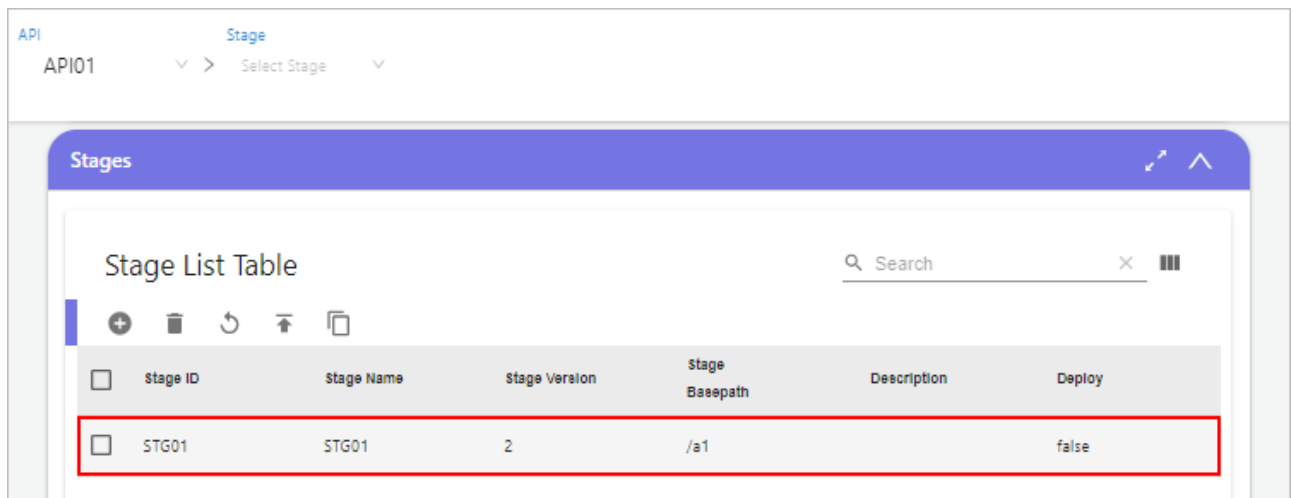 API Stage
API01 > Select Stage
Stages
Stage List Table Search
Stage ID Stage Name Stage Version Stage Basepath Description Deploy
STG01 STG01 2 /a1 false